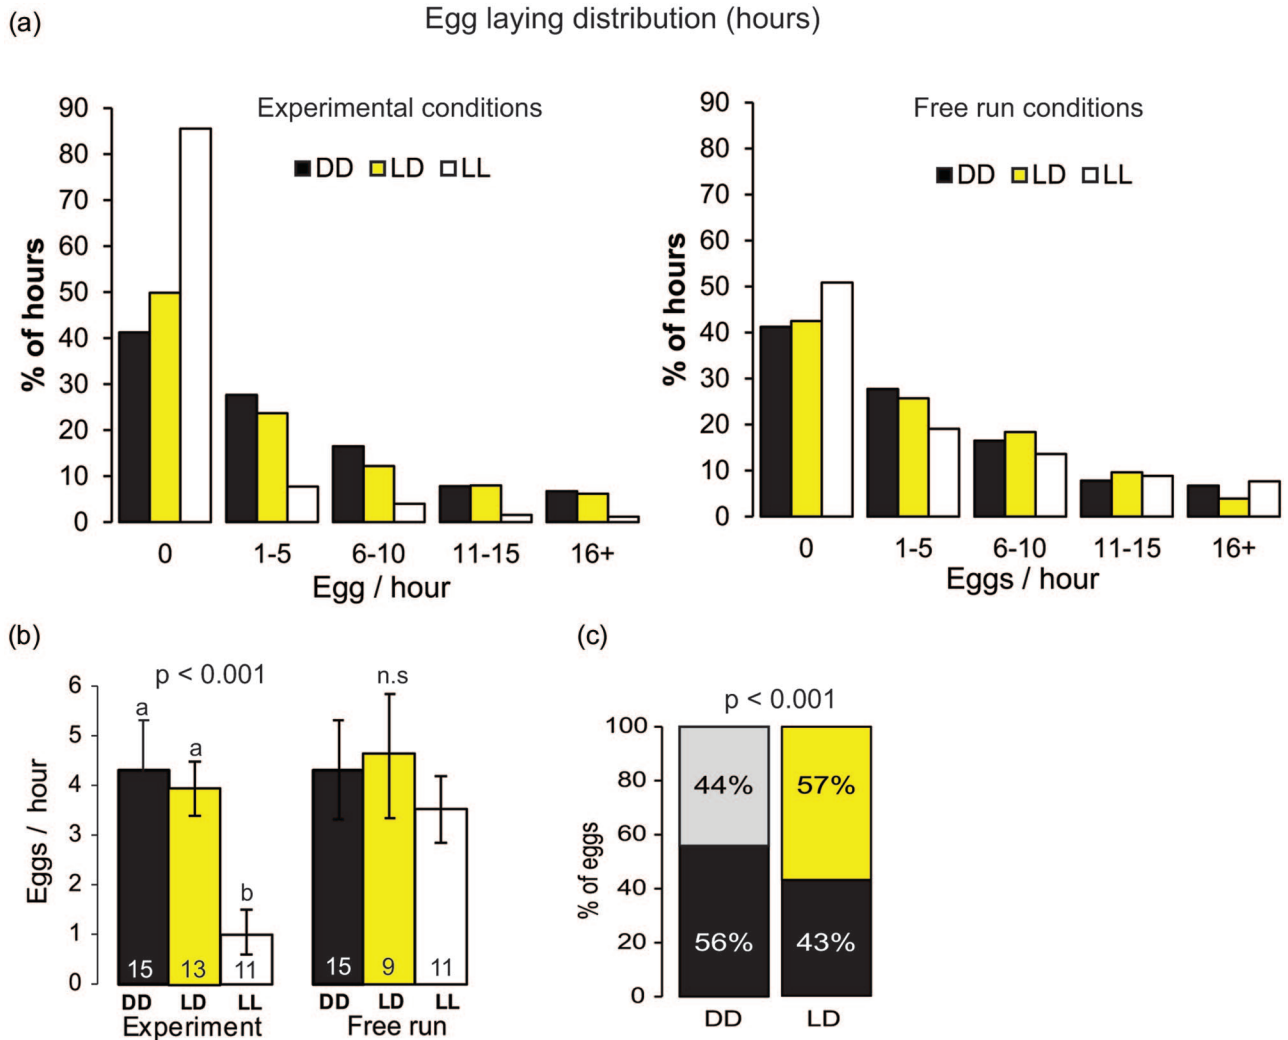 (a)
Egg laying distribution (hours)
Experimental conditions
DD LD LL
90
80
70
60
50
40
30
20
10
0
% of hours
0 1-5 6-10 11-15 16+
Egg / hour
Free run conditions
DD LD LL
90
80
70
60
50
40
30
20
10
0
% of hours
0 1-5 6-10 11-15 16+
Eggs / hour
(b)
p < 0.001
n.s
6
5
4
3
2
1
0
Eggs / hour
a
a
b
15 13 11 15 9 11
DD LD LL DD LD LL
Experiment Free run
(c)
p < 0.001
100
80
60
40
20
0
% of eggs
44% 57%
56% 43%
DD LD